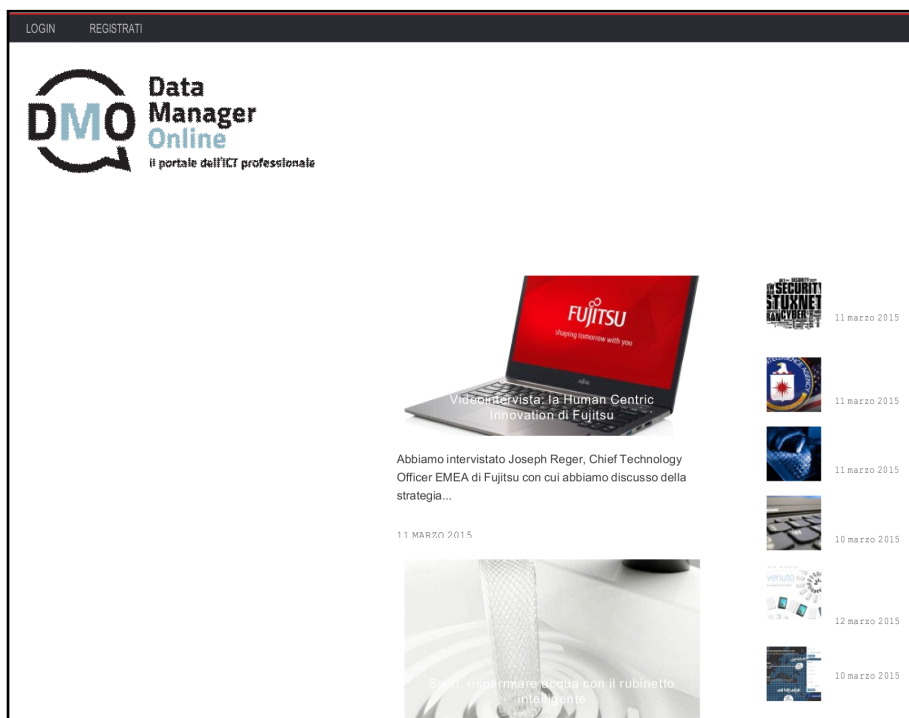 LOGIN REGISTRATI
DMO
Data
Manager
Online
il portale dell'ICT professionale
FUJITSU
shaping tomorrow with you
Videointervista: la Human Centric
Innovation di Fujitsu
Abbiamo intervistato Joseph Reger, Chief Technology
Officer EMEA di Fujitsu con cui abbiamo discusso della
strategia...
11 MARZO 2015
risparmiare acqua con il rubinetto
intelligente
SECURITY
STUXNET
CYBER
11 marzo 2015
11 marzo 2015
11 marzo 2015
10 marzo 2015
venuto
12 marzo 2015
10 marzo 2015